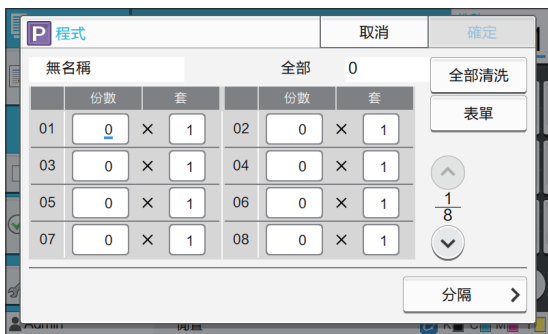 P 程式 取消 確定
無名稱 全部 0 全部清洗
份數 套 份數 套 表單
01 0 × 1 02 0 × 1
03 0 × 1 04 0 × 1
05 0 × 1 06 0 × 1 1/8
07 0 × 1 08 0 × 1
分隔
Admin 閒置 K C M Y